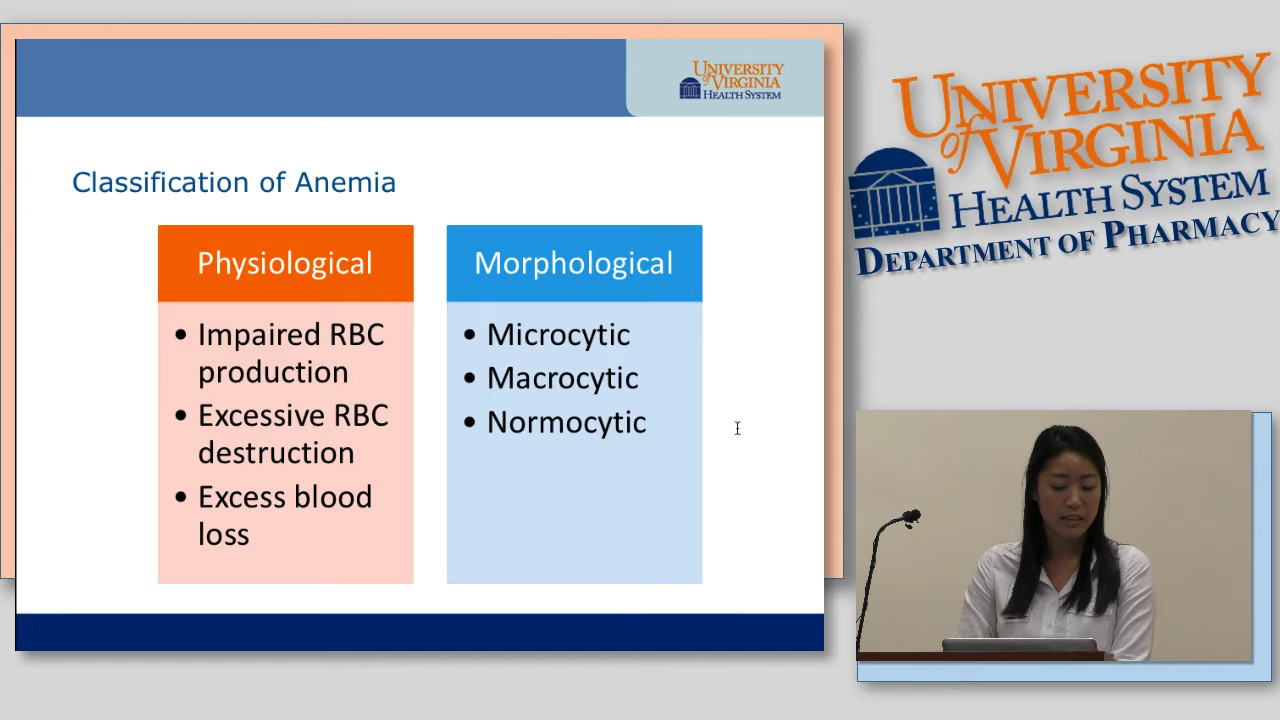 UNIVERSITY
of VIRGINIA
HEALTH SYSTEM
Classification of Anemia
Physiological
• Impaired RBC
production
• Excessive RBC
destruction
• Excess blood
loss
Morphological
• Microcytic
• Macrocytic
• Normocytic
UNIVERSITY
of VIRGINIA
HEALTH SYSTEM
DEPARTMENT OF PHARMACY